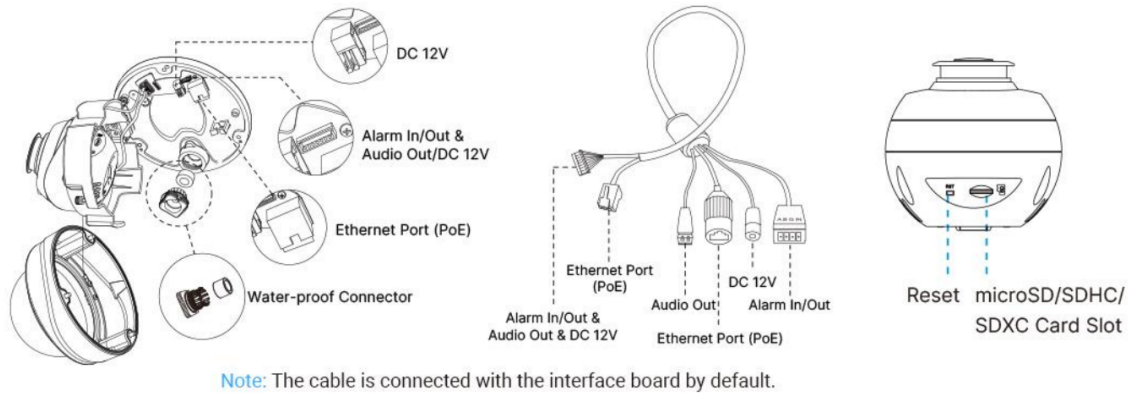 DC 12V
Alarm In/Out &
Audio Out/DC 12V
Ethernet Port (PoE)
Water-proof Connector
A B G N
Ethernet Port
(PoE)
DC 12V
Audio Out
Alarm In/Out
Alarm In/Out &
Audio Out & DC 12V
Ethernet Port (PoE)
RST
Reset
microSD/SDHC/
SDXC Card Slot
Note: The cable is connected with the interface board by default.